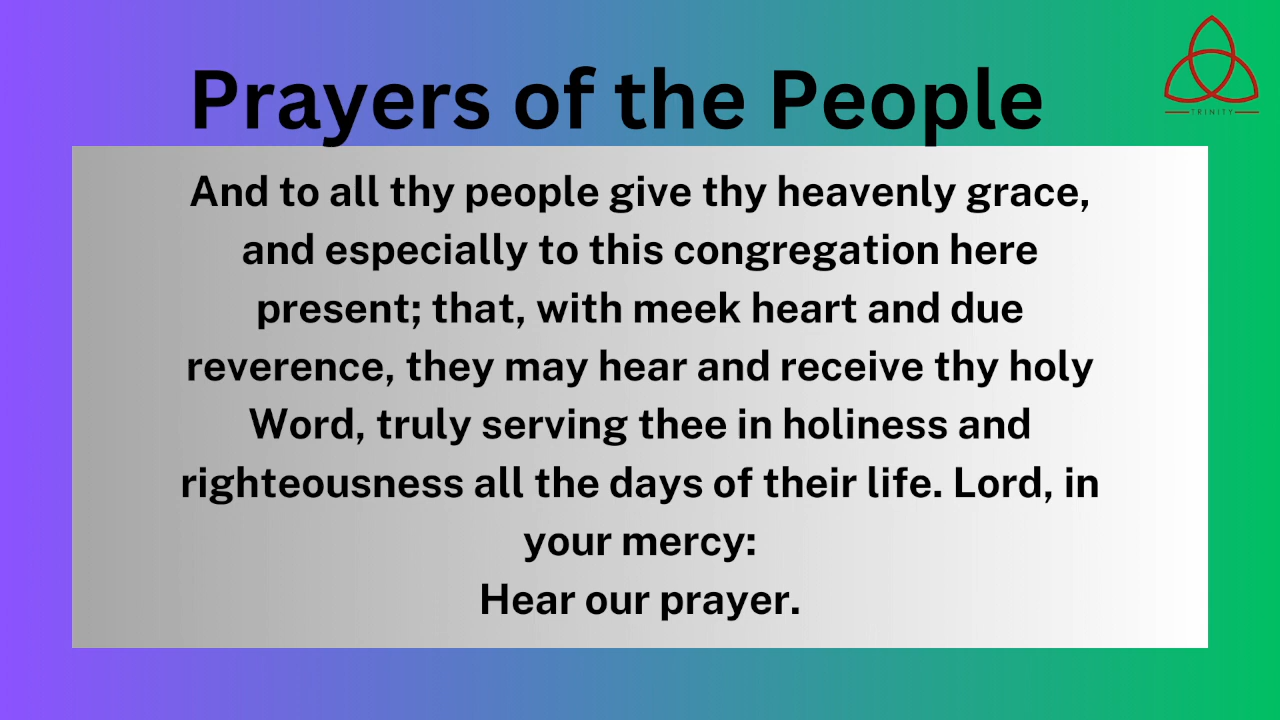 Prayers of the People
TRINITY
And to all thy people give thy heavenly grace,
and especially to this congregation here
present; that, with meek heart and due
reverence, they may hear and receive thy holy
Word, truly serving thee in holiness and
righteousness all the days of their life. Lord, in
your mercy:
Hear our prayer.